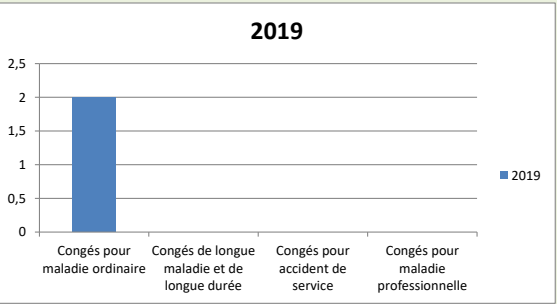 2019
2,5
2
1,5
1
0,5
0
Congés pour
maladie ordinaire
Congés de longue
maladie et de
longue durée
Congés pour
accident de
service
Congés pour
maladie
professionnelle
2019